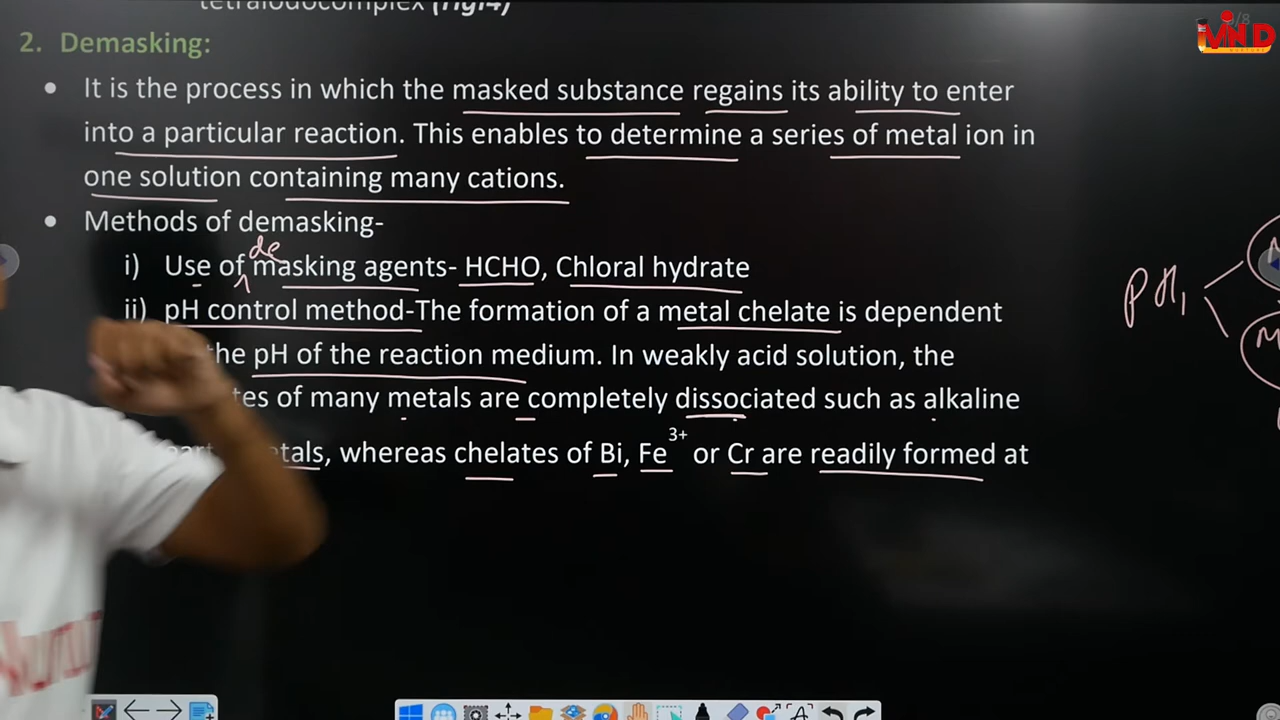 tetraiodocomplex (HgI4)
2. Demasking:
• It is the process in which the masked substance regains its ability to enter
into a particular reaction. This enables to determine a series of metal ion in
one solution containing many cations.
• Methods of demasking-
de
i) Use of ^ masking agents- HCHO, Chloral hydrate
ii) pH control method-The formation of a metal chelate is dependent
the pH of the reaction medium. In weakly acid solution, the
tes of many metals are completely dissociated such as alkaline
etals, whereas chelates of Bi, Fe3+ or Cr are readily formed at
PH1
/8